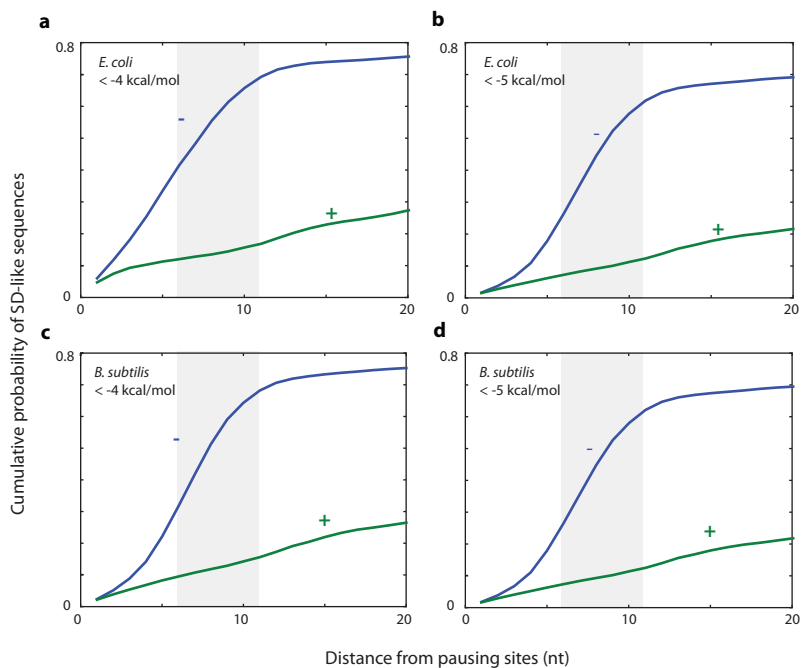 a
0.8
E. coli
< -4 kcal/mol
-
+
0
10
20
b
0.8
E. coli
< -5 kcal/mol
-
+
0
0
10
20
c
0.8
B. subtilis
< -4 kcal/mol
-
+
0
0
10
20
d
0.8
B. subtilis
< -5 kcal/mol
-
+
0
0
10
20
Cumulative probability of SD-like sequences
Distance from pausing sites (nt)